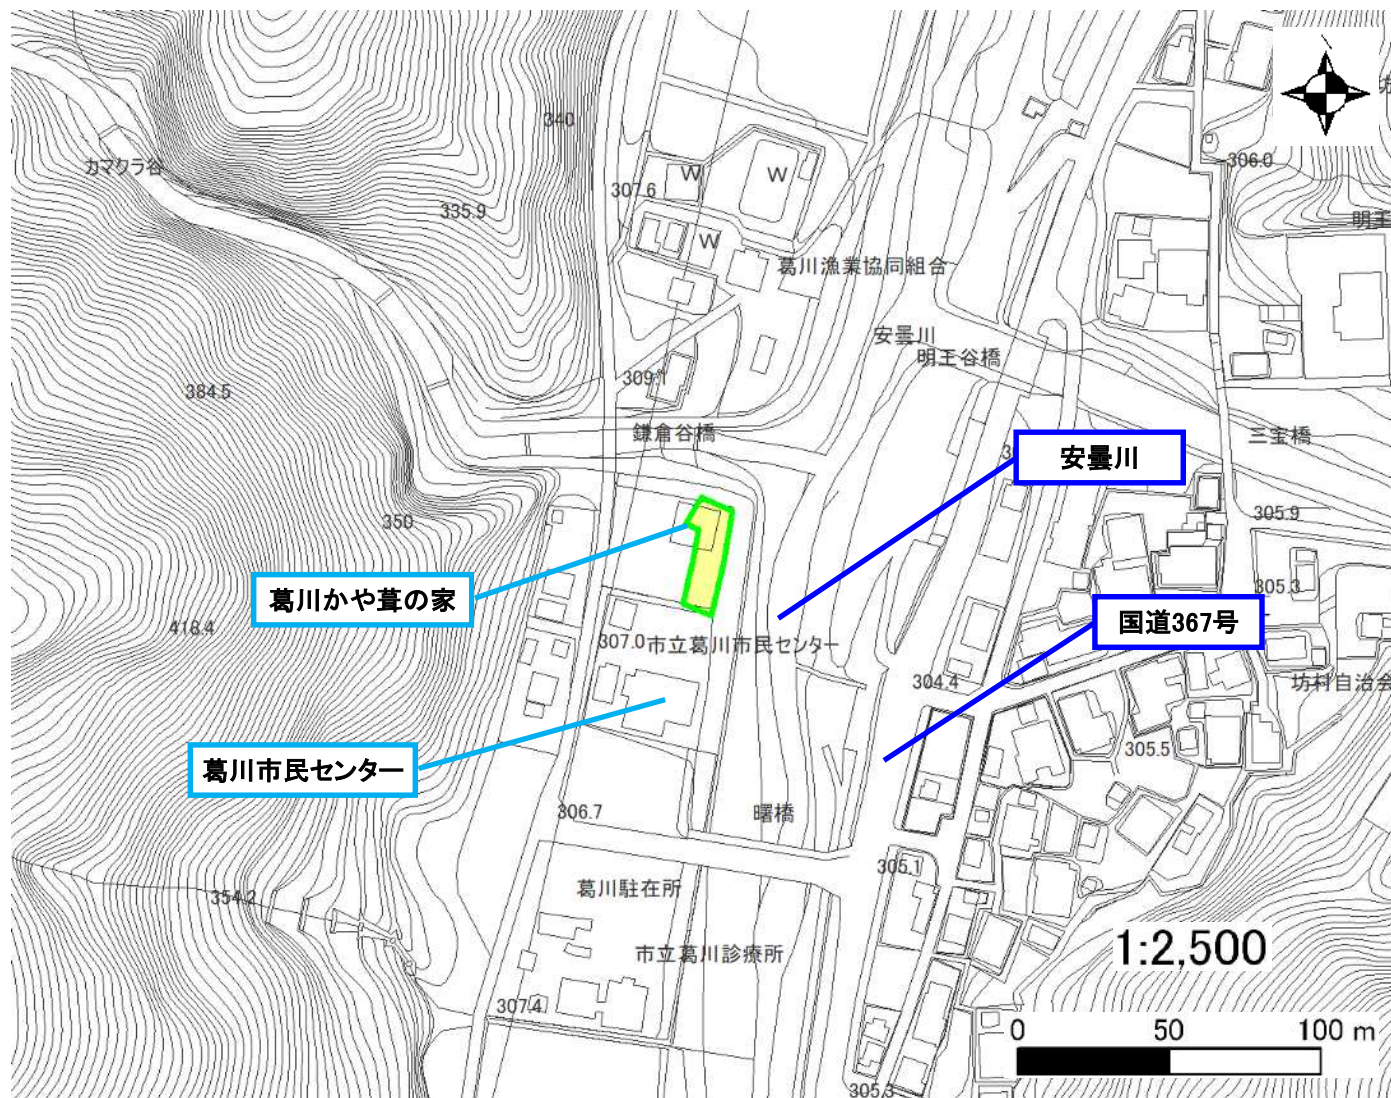 340
306.0
カマクラ谷
W
W
307.6
335.9
W
葛川漁業協同組合
安曇川
明王谷橋
309.1
384.5
鎌倉谷橋
三宝橋
安曇川
305.9
350
葛川かや葺の家
305.3
国道367号
418.4
307.0
市立葛川市民センター
304.4
坊村自治会
305.5
葛川市民センター
306.7
曙橋
305.1
葛川駐在所
354.2
市立葛川診療所
1:2,500
307.4
0 50 100 m
305.3